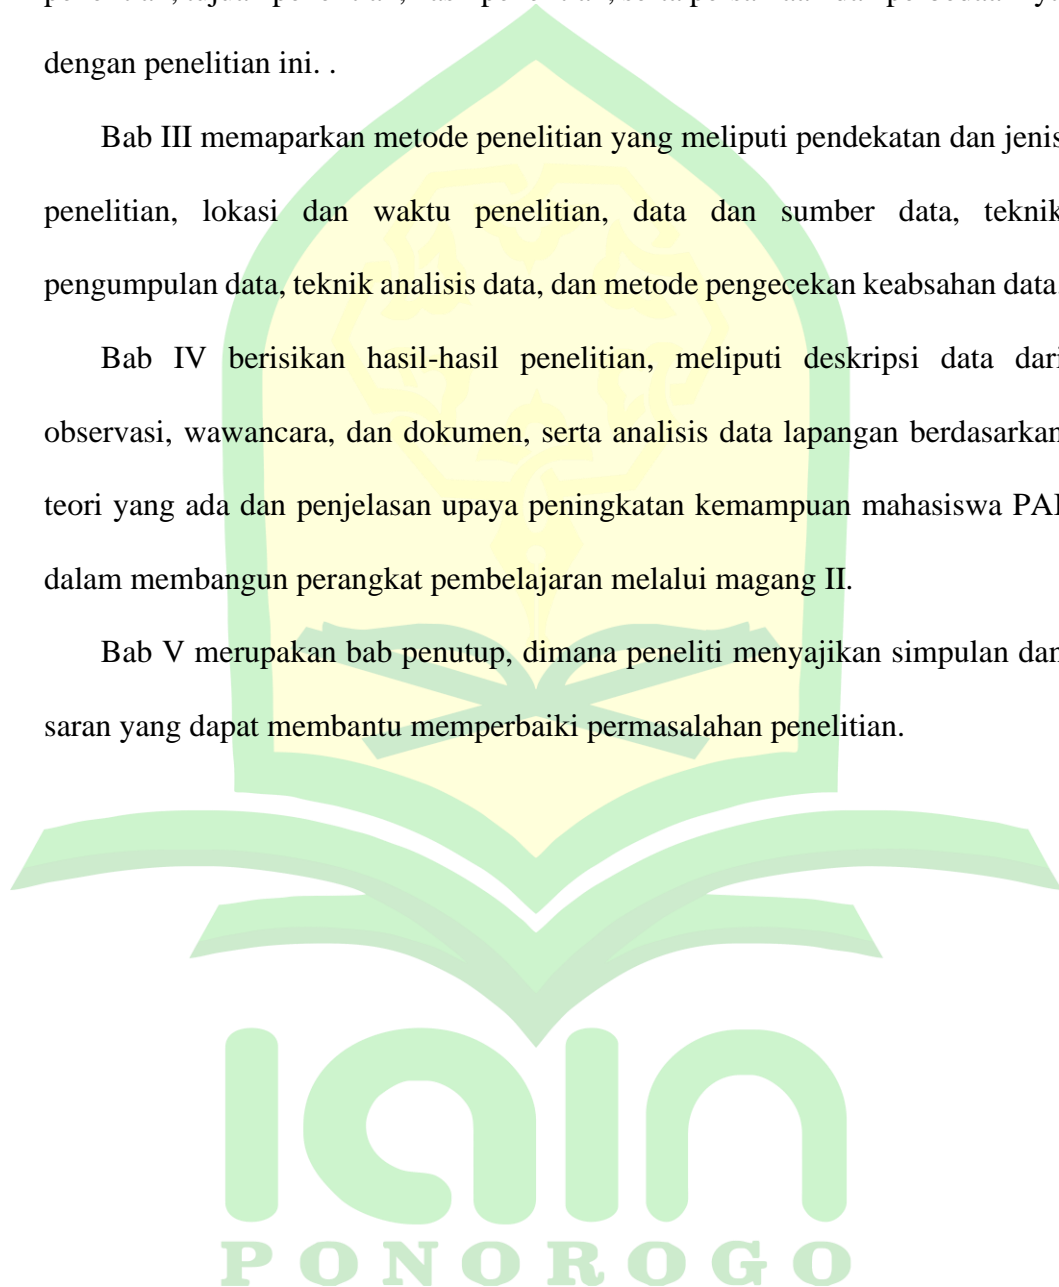 dengan penelitian ini. .
Bab III memaparkan metode penelitian yang meliputi pendekatan dan jenis
penelitian, lokasi dan waktu penelitian, data dan sumber data, teknik
pengumpulan data, teknik analisis data, dan metode pengecekan keabsahan data.
Bab IV berisikan hasil-hasil penelitian, meliputi deskripsi data dari
observasi, wawancara, dan dokumen, serta analisis data lapangan berdasarkan
teori yang ada dan penjelasan upaya peningkatan kemampuan mahasiswa PAI
dalam membangun perangkat pembelajaran melalui magang II.
Bab V merupakan bab penutup, dimana peneliti menyajikan simpulan dan
saran yang dapat membantu memperbaiki permasalahan penelitian.
IAIN
PONOROGO